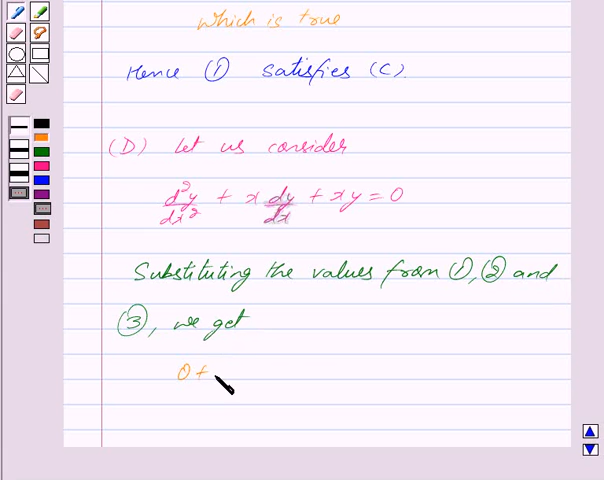 which is true
Hence ① satisfies (C).
(D) Let us consider
d²y/dx² + x dy/dx + xy = 0
Substituting the values from ①, ② and
③, we get
0 +